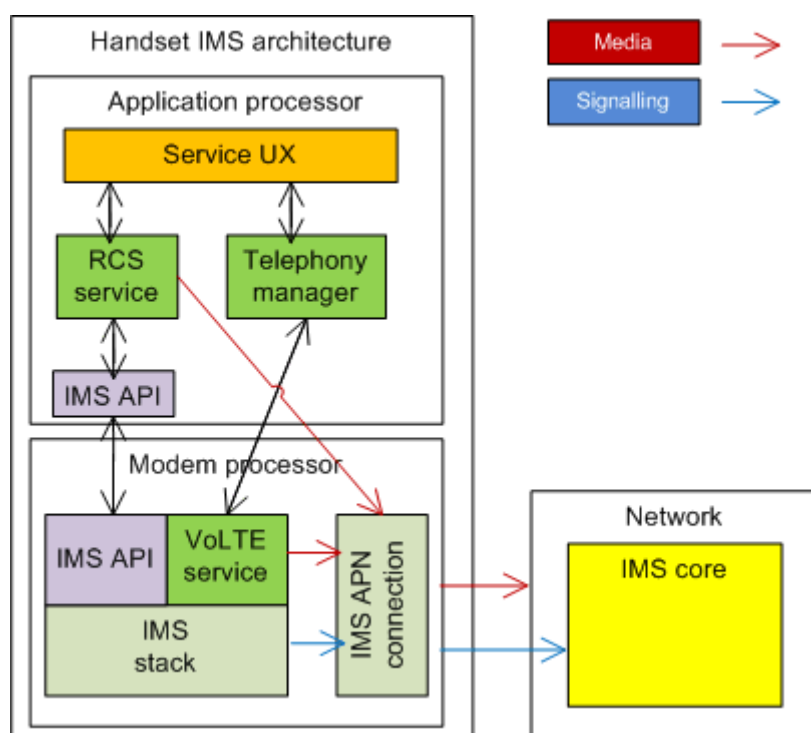 Handset IMS architecture
Media
Signalling
Application processor
Service UX
RCS
service
Telephony
manager
IMS API
Modem processor
IMS API
VoLTE
service
IMS
stack
IMS APN
connection
Network
IMS core